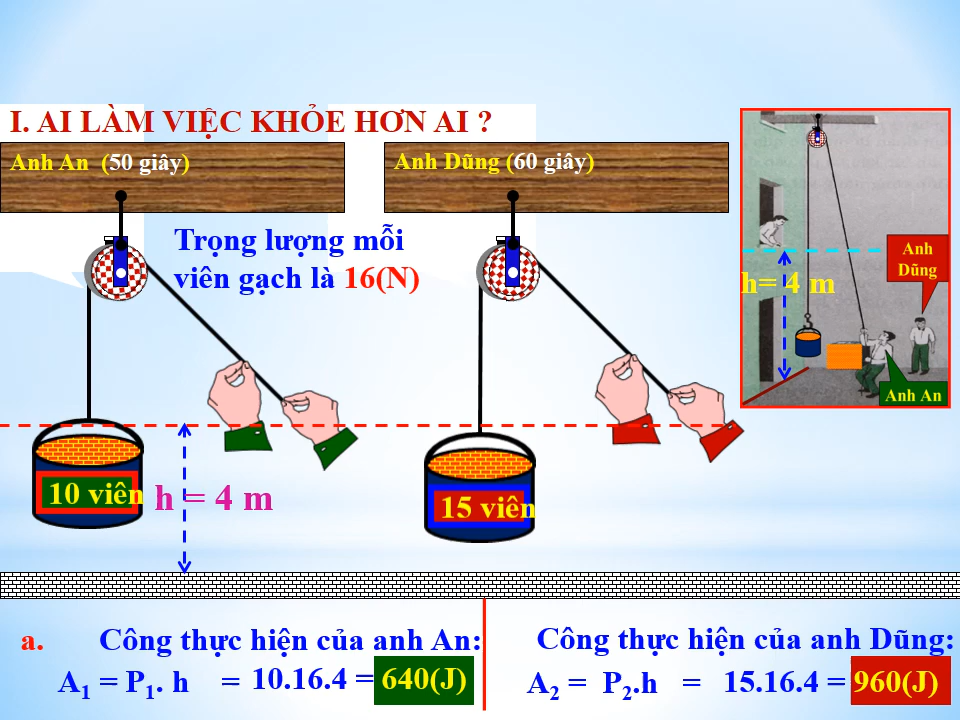 I. AI LÀM VIỆC KHỎE HƠN AI ?
Anh An (50 giây)
Anh Dũng (60 giây)
Trọng lượng mỗi
viên gạch là 16(N)
Anh
Dũng
h= 4 m
Anh An
10 viên
h = 4 m
15 viên
a. Công thực hiện của anh An:
A₁ = P₁. h = 10.16.4 = 640(J)
Công thực hiện của anh Dũng:
A₂ = P₂.h = 15.16.4 = 960(J)